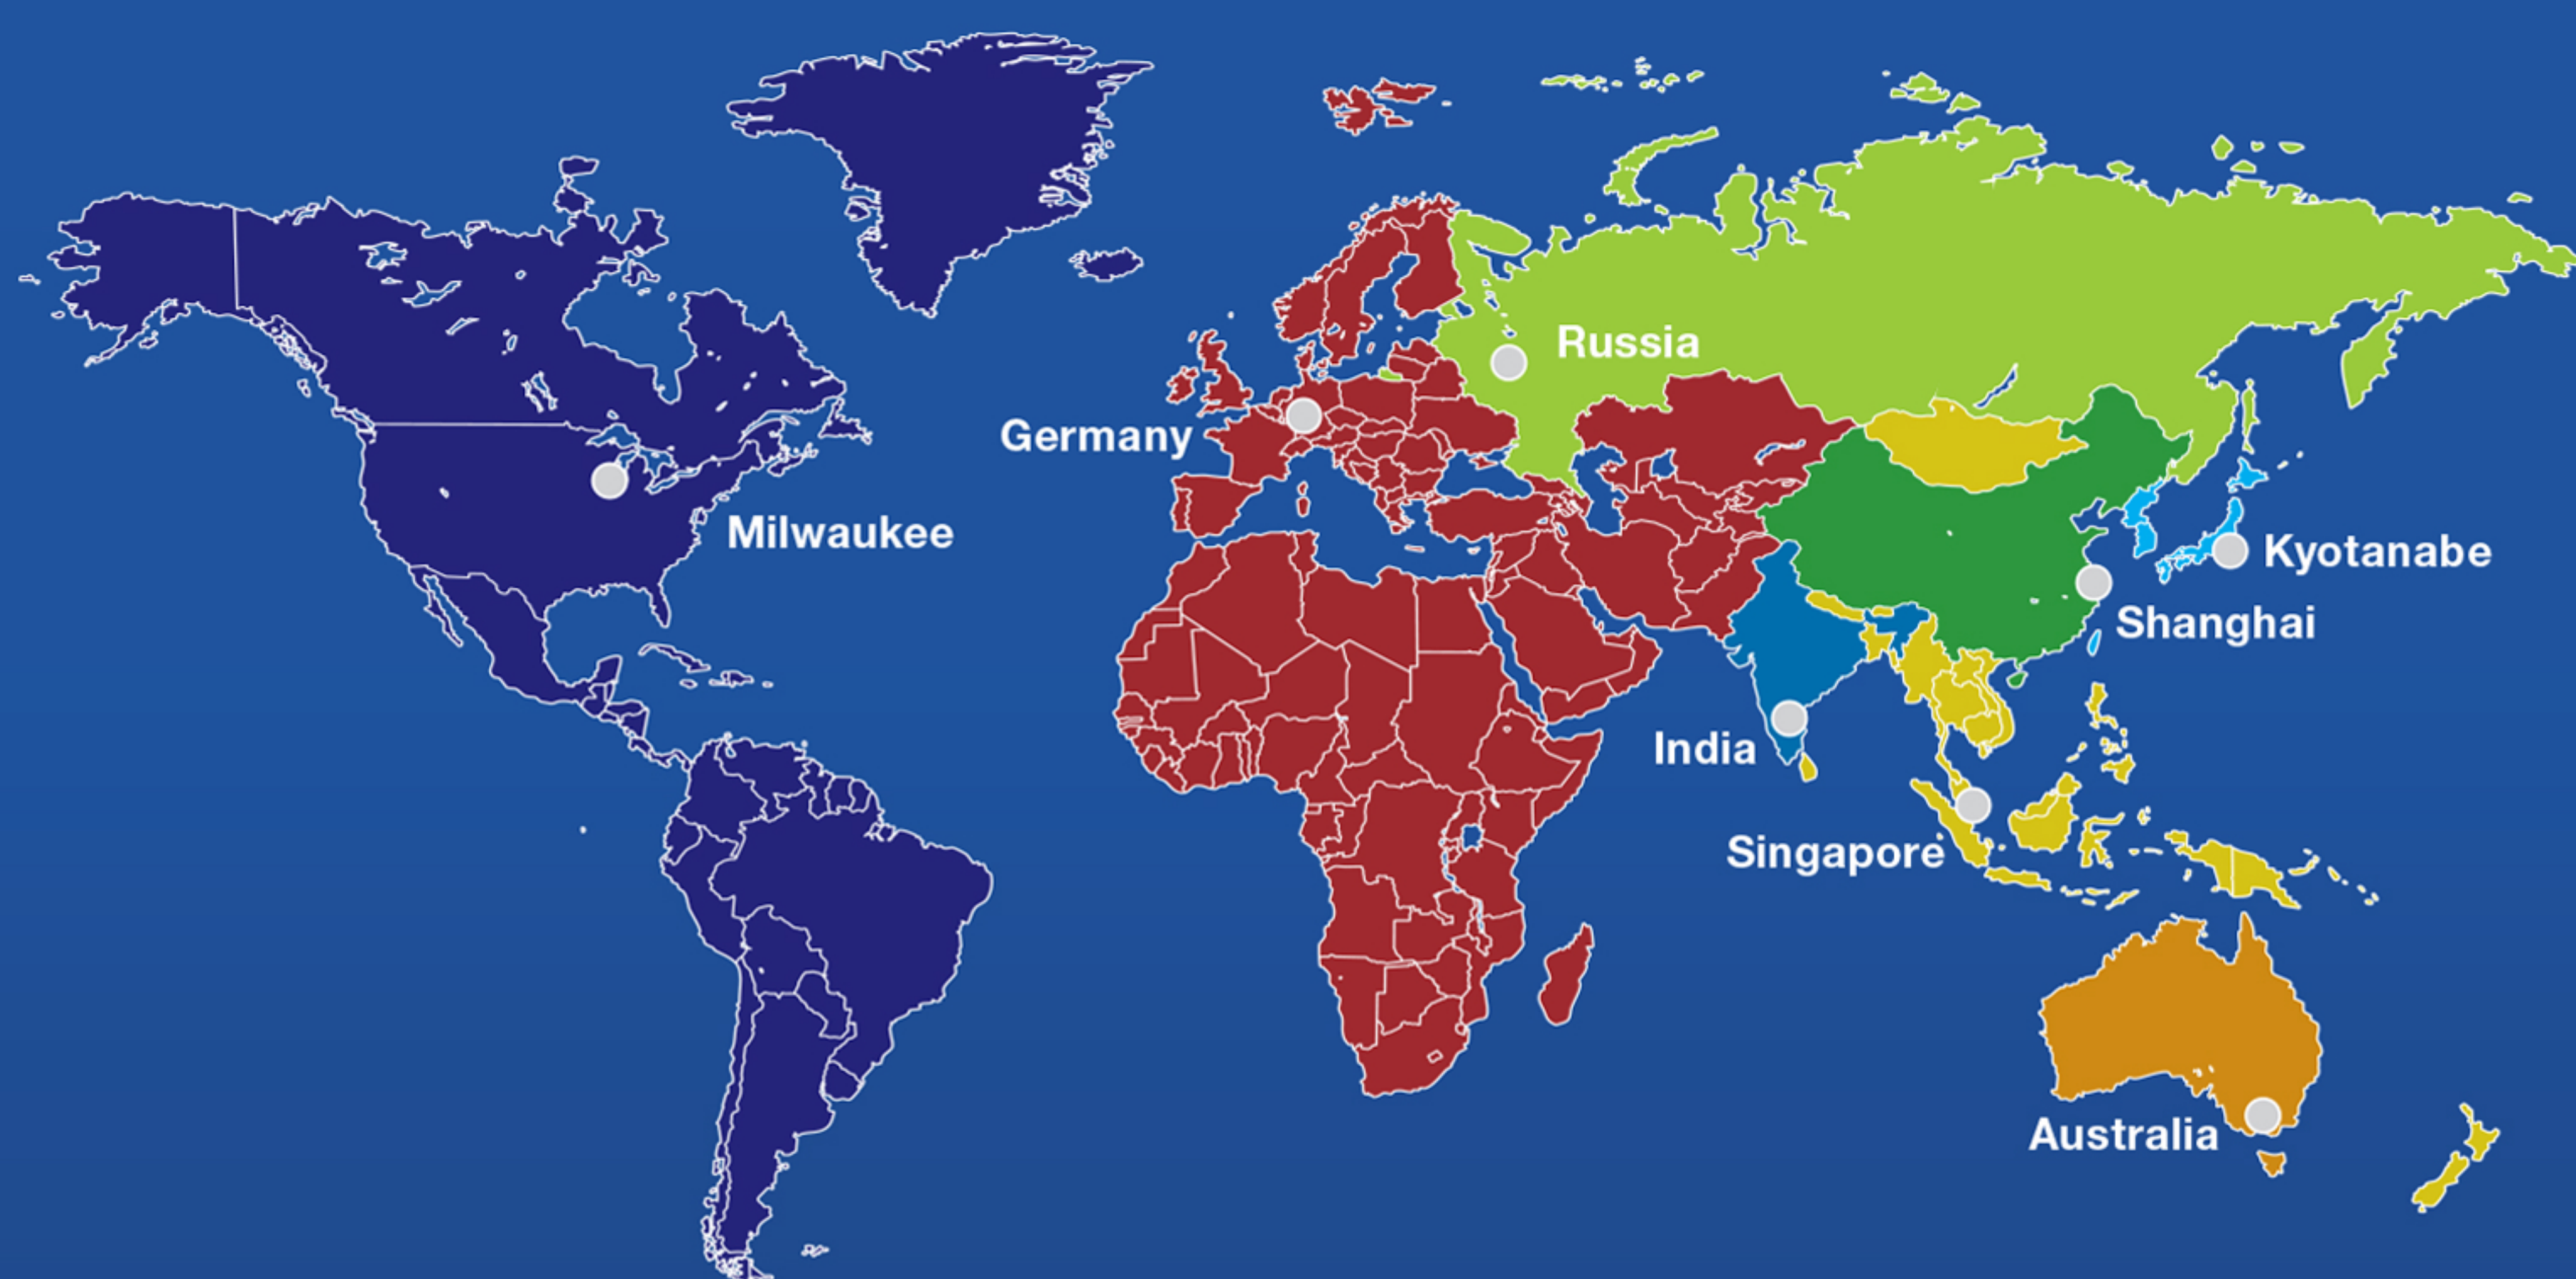 Russia
Germany
Milwaukee
Kyotanabe
Shanghai
India
Singapore
Australia